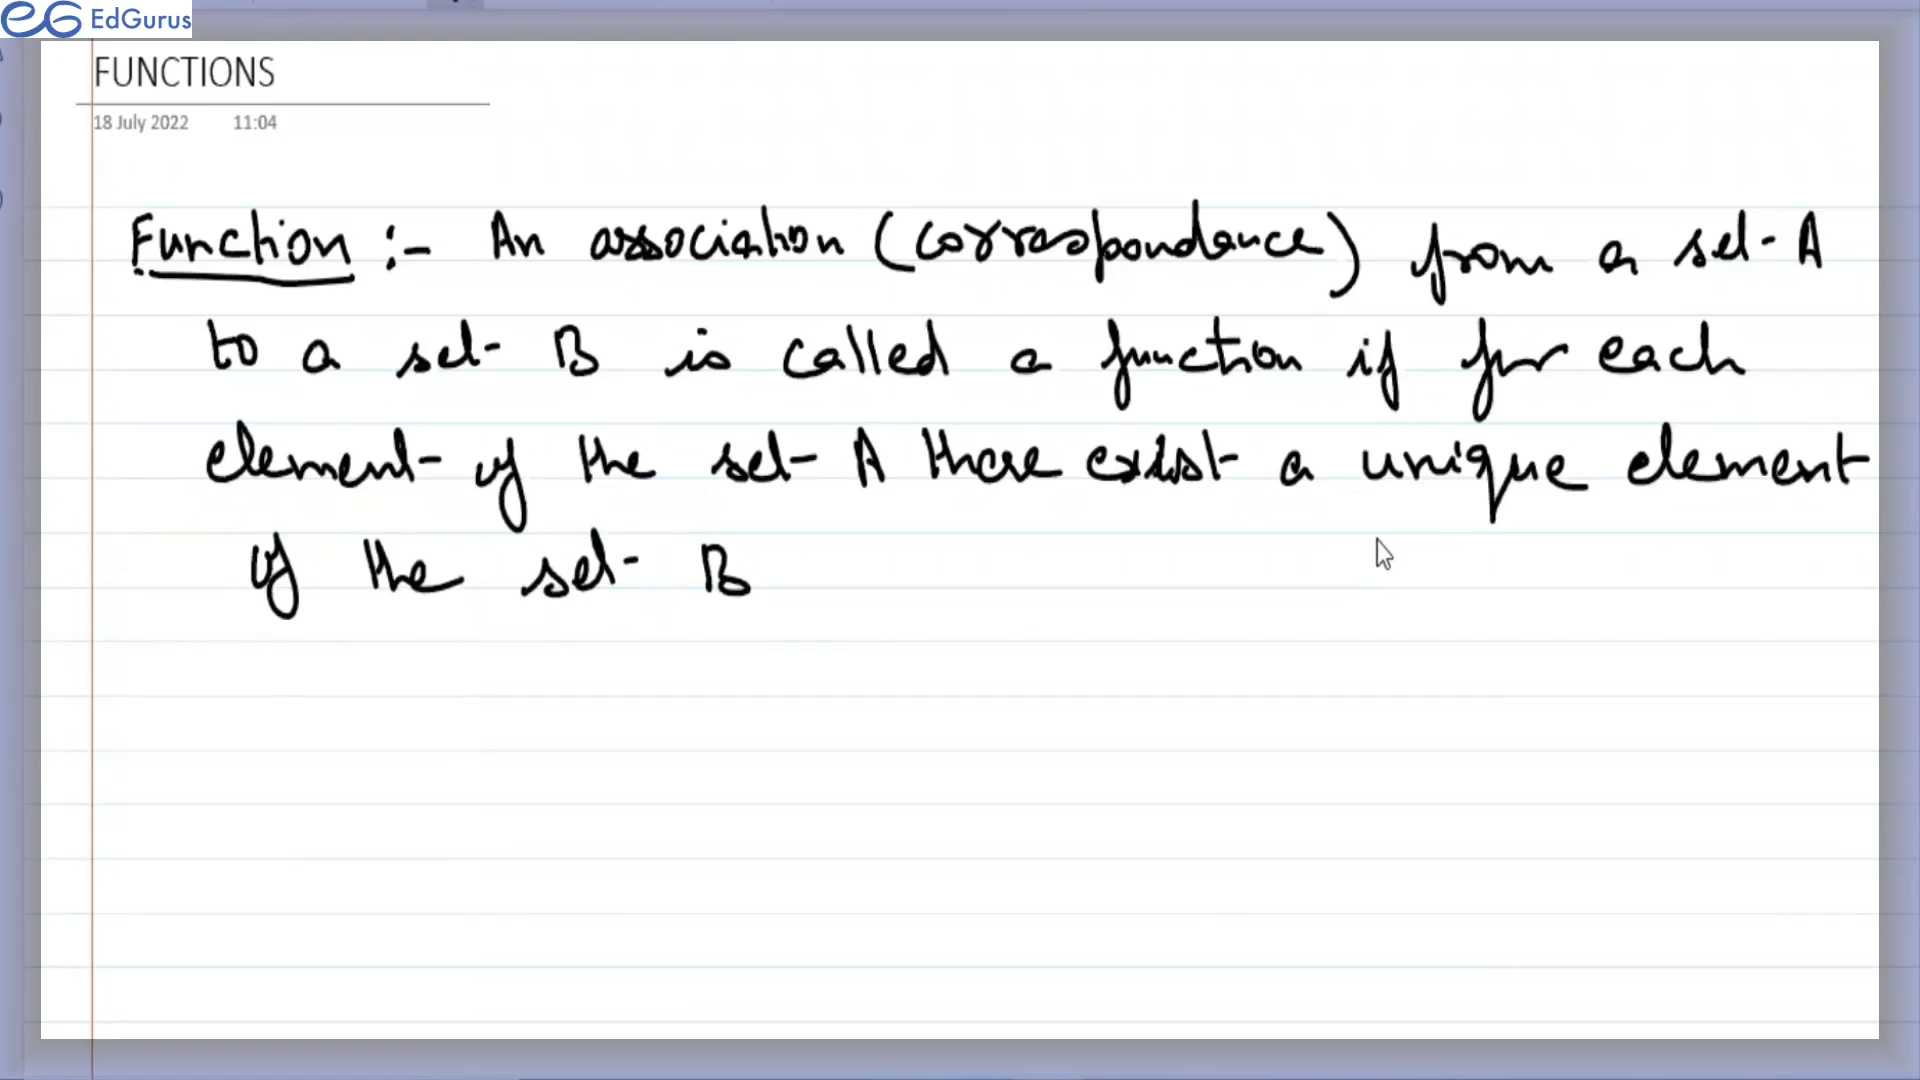 EdGurus
FUNCTIONS
18 July 2022 11:04
Function :- An association (correspondance) from a set A
to a set B is called a function if for each
element of the set A there exist a unique element
of the set B